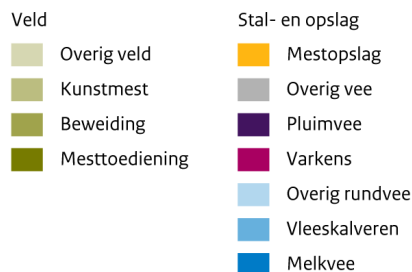 Veld
Overig veld
Kunstmest
Beweiding
Mesttoediening
Stal- en opslag
Mestopslag
Overig vee
Pluimvee
Varkens
Overig rundvee
Vleeskalveren
Melkvee